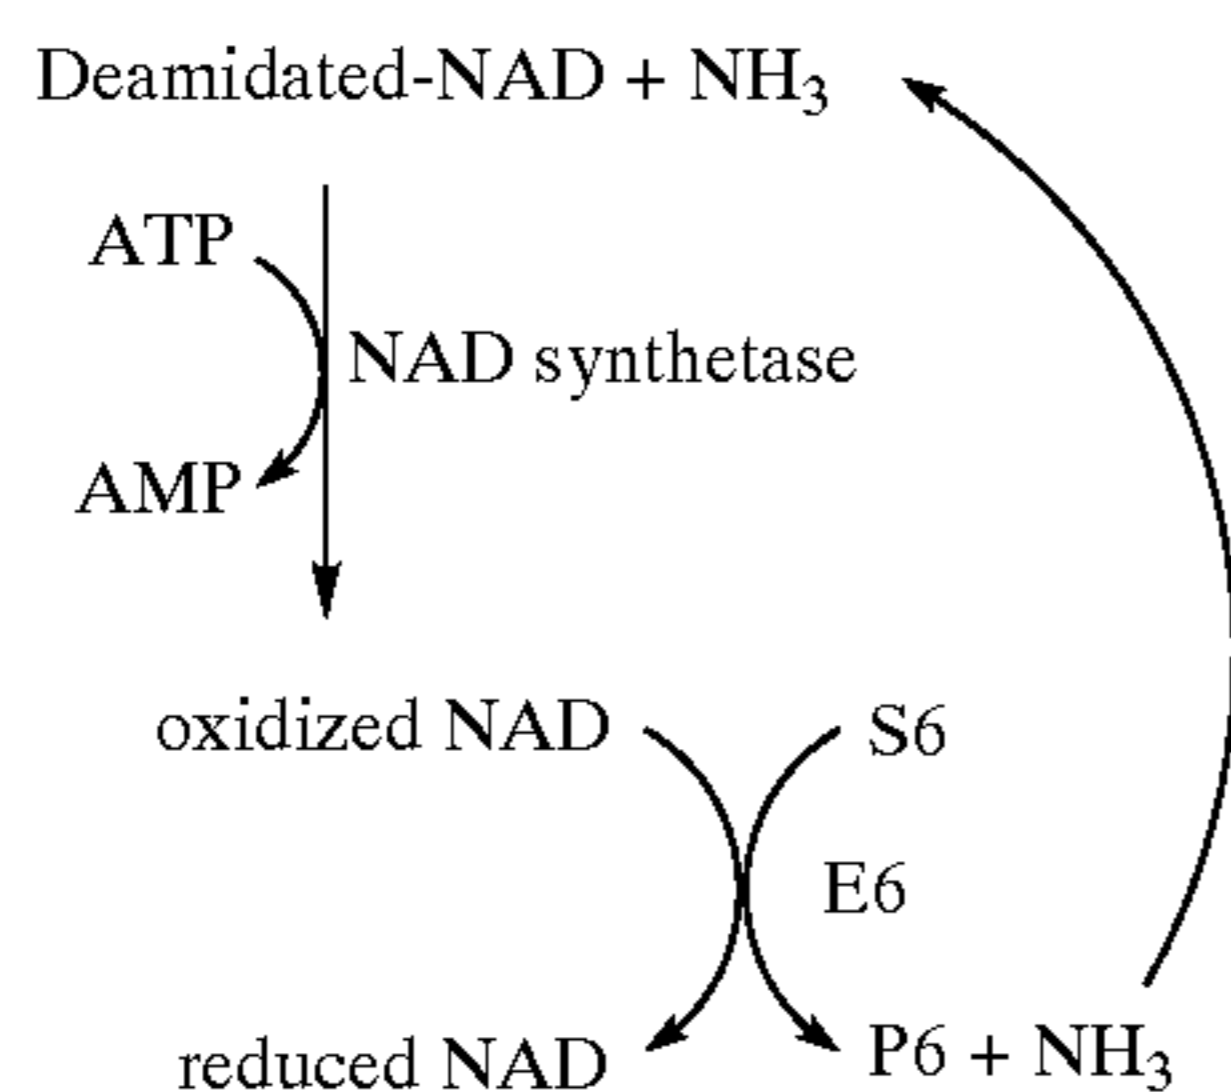 Deamidated-NAD + NH₃
ATP
NAD synthetase
AMP
oxidized NAD
S6
E6
reduced NAD
P6 + NH₃